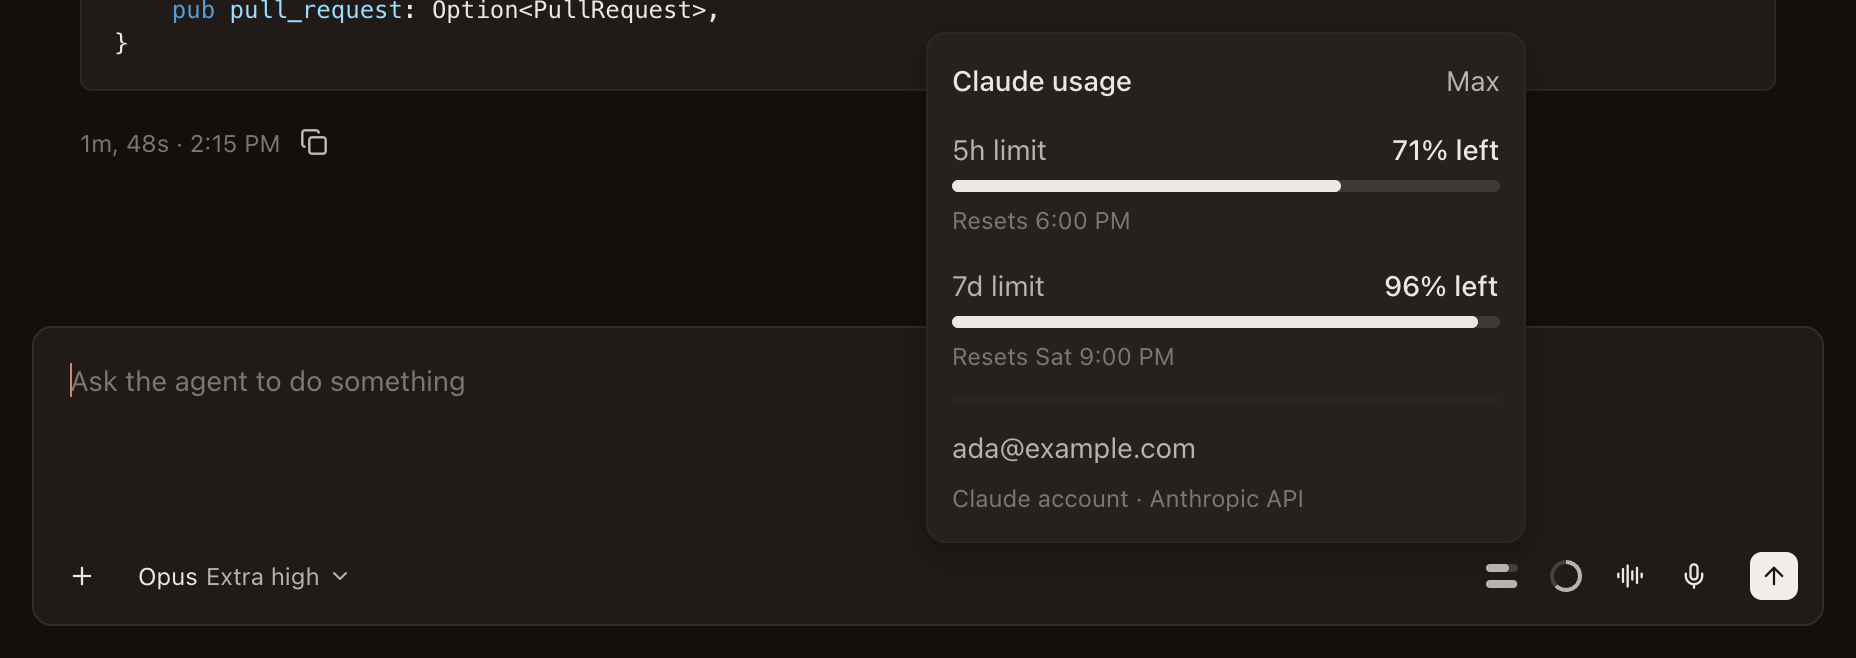 pub pull_request: Option<PullRequest>,
}
1m, 48s · 2:15 PM
Claude usage Max
5h limit 71% left
Resets 6:00 PM
7d limit 96% left
Resets Sat 9:00 PM
ada@example.com
Claude account · Anthropic API
Ask the agent to do something
Opus Extra high